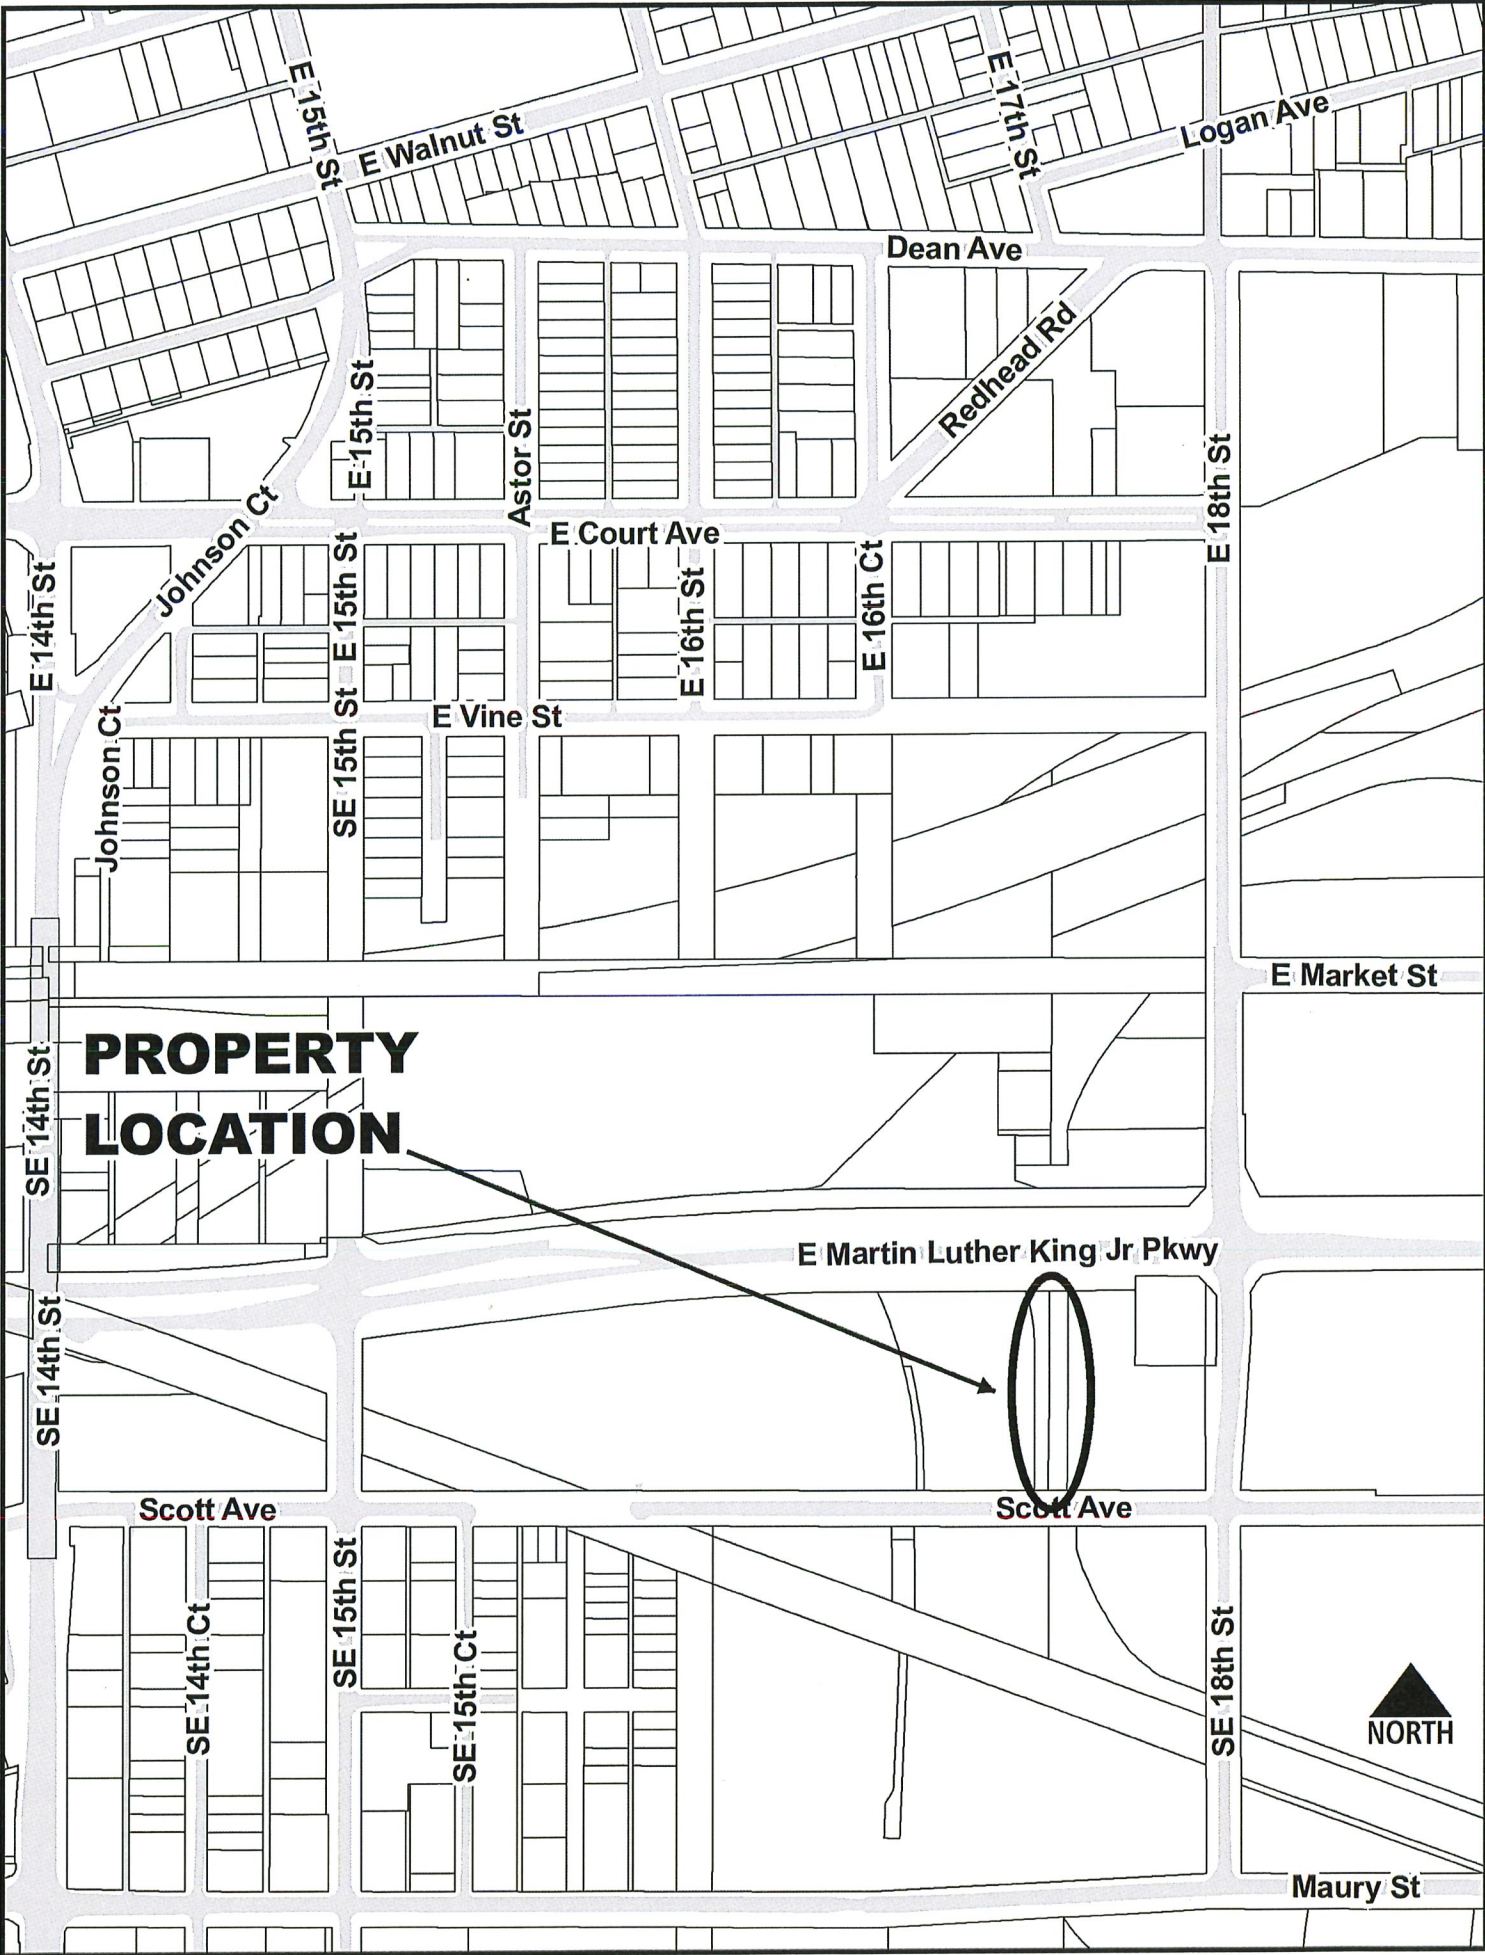 E 15th St
E Walnut St
E 17th St
Logan Ave
Dean Ave
Redhead Rd
E 15th St
Astor St
E 18th St
Johnson Ct
E Court Ave
E 14th St
E 15th St
E 16th St
E 16th Ct
E Vine St
SE 15th St
Johnson Ct
E Market St
PROPERTY
LOCATION
SE 14th St
E Martin Luther King Jr Pkwy
SE 14th St
Scott Ave
Scott Ave
SE 14th Ct
SE 15th St
SE 15th Ct
SE 18th St
NORTH
Maury St